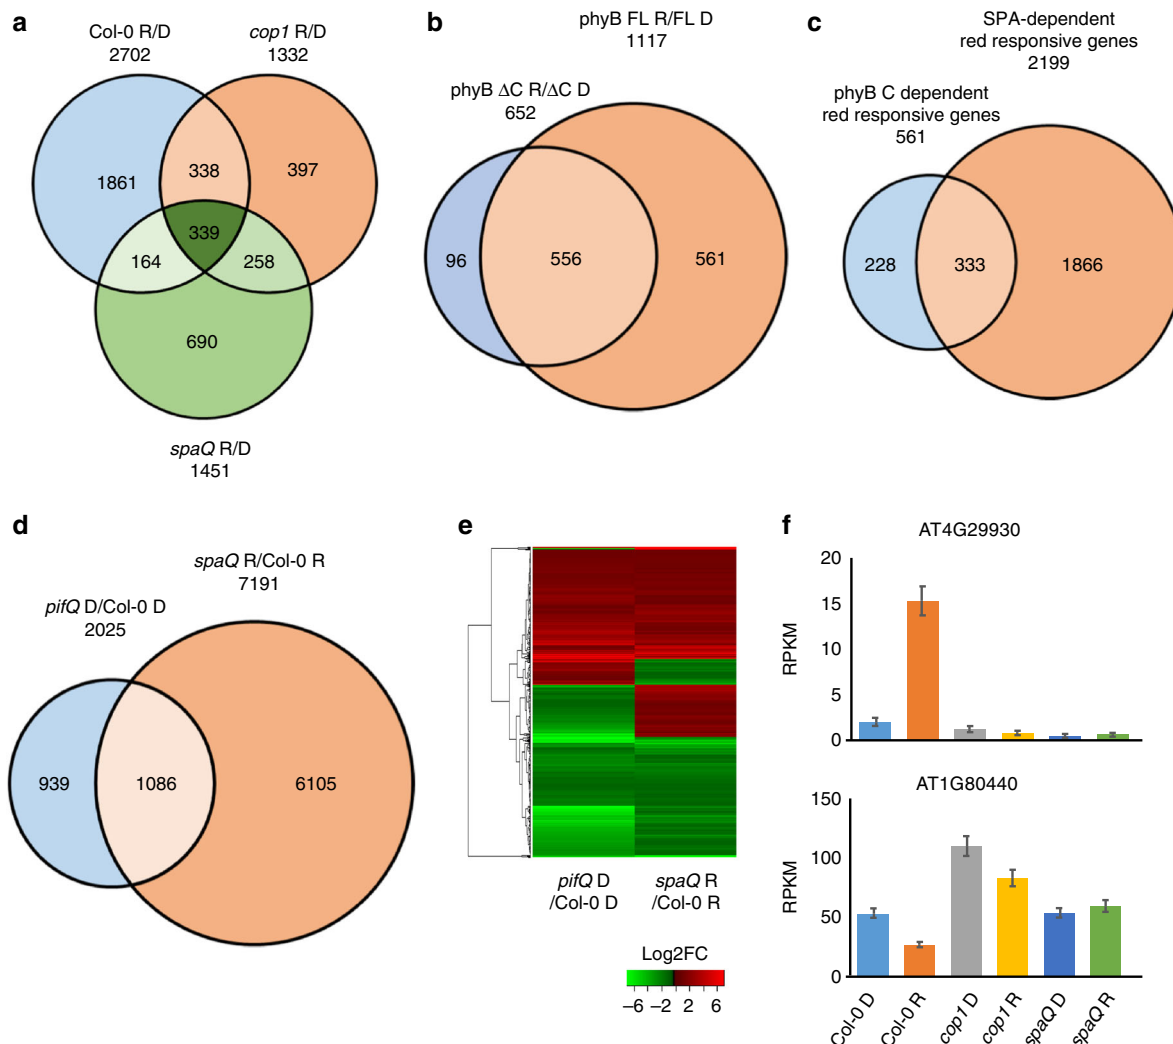 a
Col-0 R/D
2702
cop1 R/D
1332
1861
338
397
339
164
258
690
spaQ R/D
1451
b
phyB FL R/FL D
1117
phyB ΔC R/ΔC D
652
96
556
561
c
SPA-dependent
red responsive genes
2199
phyB C dependent
red responsive genes
561
228
333
1866
d
spaQ R/Col-0 R
7191
pifQ D/Col-0 D
2025
939
1086
6105
e
pifQ D
/Col-0 D
spaQ R
/Col-0 R
Log2FC
−6 −2 2 6
f
AT4G29930
RPKM
20
15
10
5
0
AT1G80440
RPKM
150
100
50
0
Col-0 D
Col-0 R
cop1 D
cop1 R
spaQ D
spaQ R